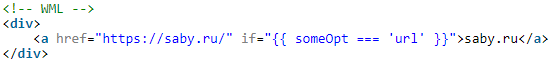 <!-- WML -->
<div>
    <a href="https://saby.ru/" if="{{ someOpt === 'url' }}">saby.ru</a>
</div>